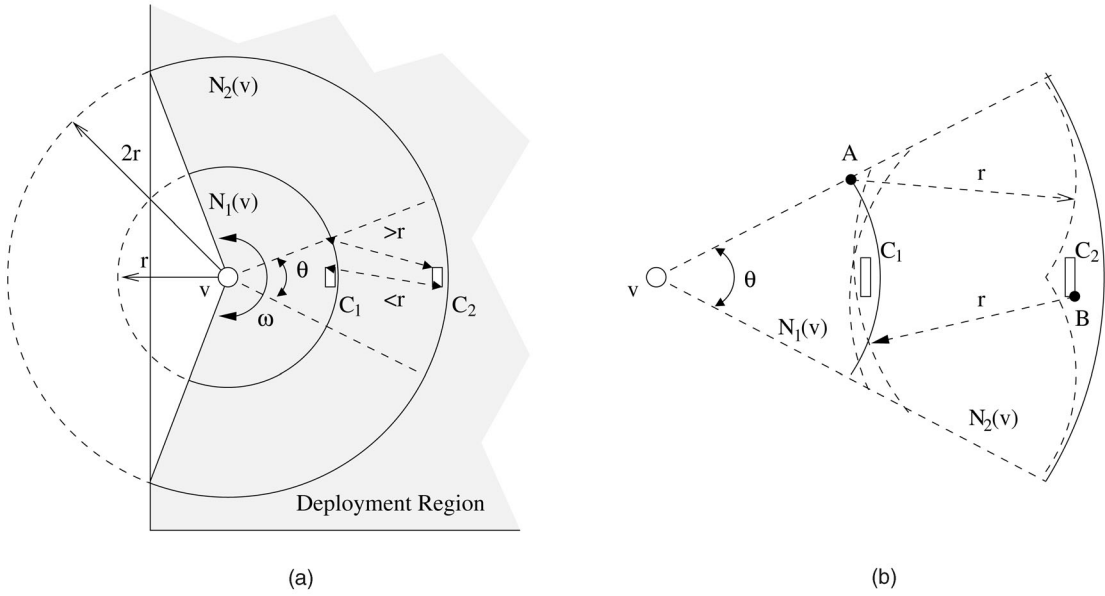 N₂(v)
2r
N₁(v)
>r
r
θ
v
<r
C₁
C₂
ω
Deployment Region
(a)
A
r
C₁
C₂
v
θ
r
B
N₁(v)
N₂(v)
(b)